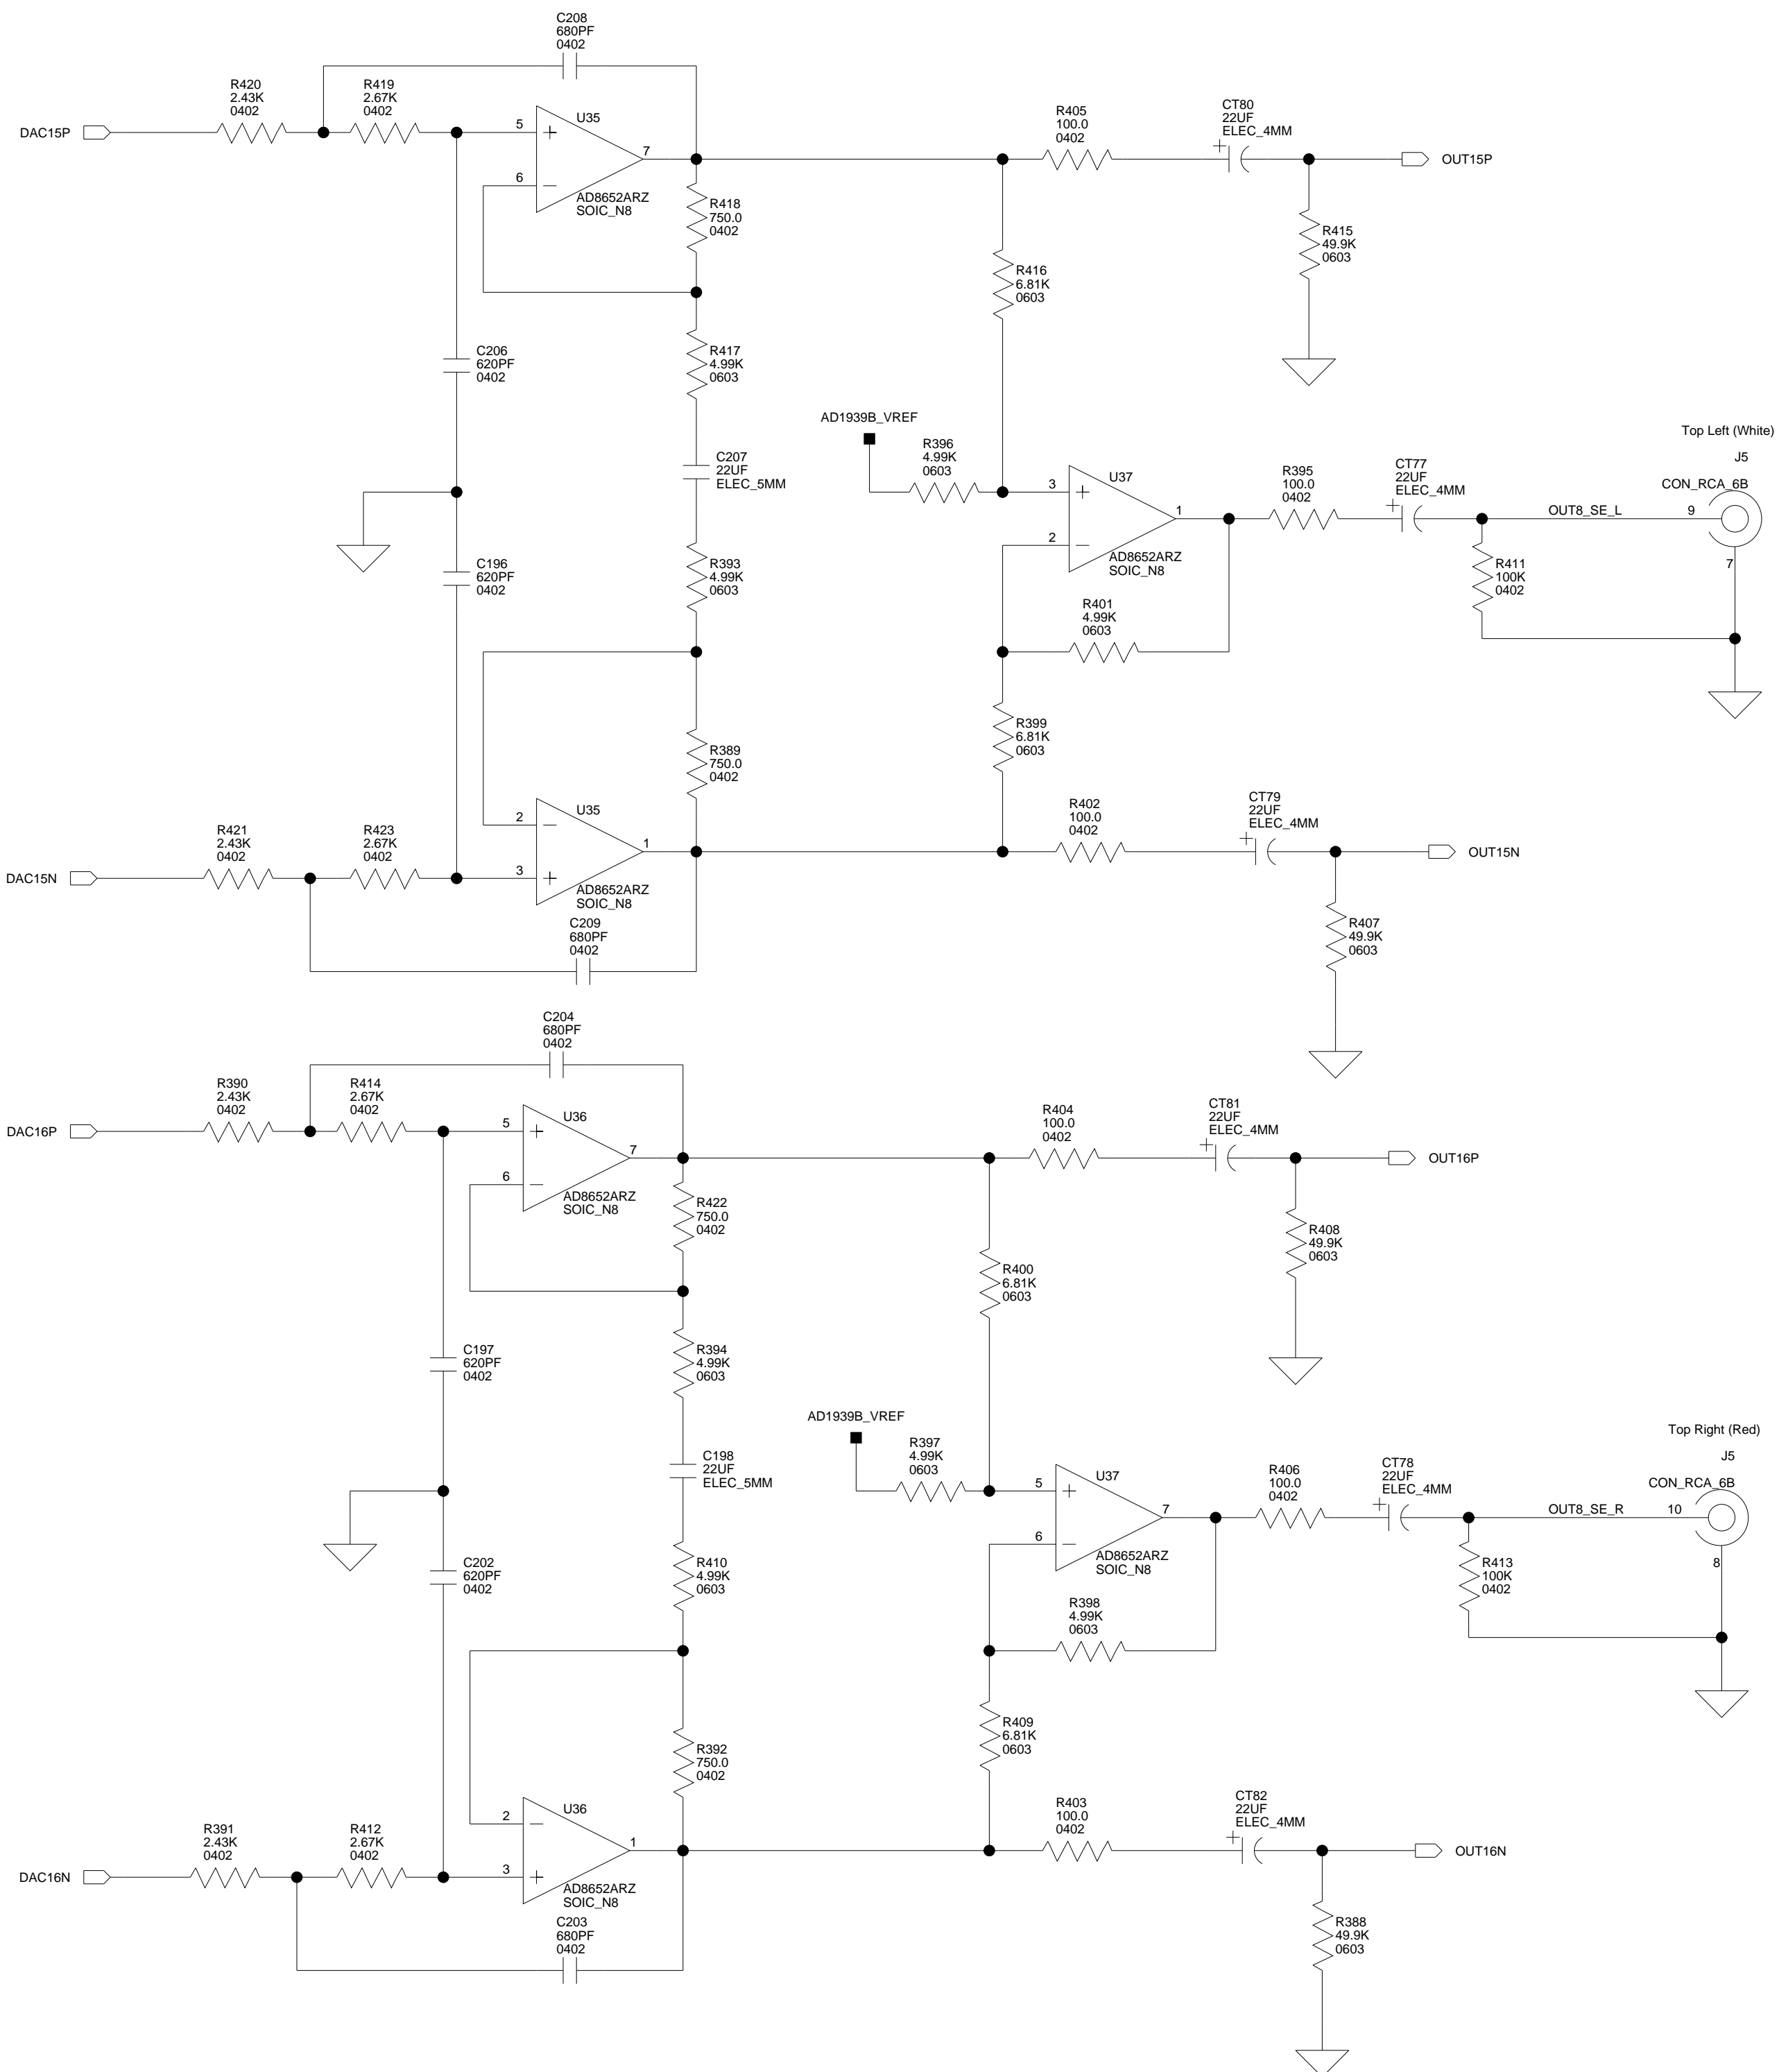 C208
680PF
0402
R420
2.43K
0402
R419
2.67K
0402
DAC15P
5
6
7
U35
AD8652ARZ
SOIC_N8
R418
750.0
0402
R405
100.0
0402
CT80
22UF
ELEC_4MM
+
OUT15P
R415
49.9K
0603
R416
6.81K
0603
C206
620PF
0402
R417
4.99K
0603
C207
22UF
ELEC_5MM
AD1939B_VREF
R396
4.99K
0603
3
2
1
U37
AD8652ARZ
SOIC_N8
R395
100.0
0402
CT77
22UF
ELEC_4MM
+
Top Left (White)
J5
CON_RCA_6B
OUT8_SE_L
9
7
R411
100K
0402
C196
620PF
0402
R393
4.99K
0603
R401
4.99K
0603
R399
6.81K
0603
R389
750.0
0402
R421
2.43K
0402
R423
2.67K
0402
DAC15N
2
3
1
U35
AD8652ARZ
SOIC_N8
C209
680PF
0402
R402
100.0
0402
CT79
22UF
ELEC_4MM
+
OUT15N
R407
49.9K
0603
C204
680PF
0402
R390
2.43K
0402
R414
2.67K
0402
DAC16P
5
6
7
U36
AD8652ARZ
SOIC_N8
R422
750.0
0402
R404
100.0
0402
CT81
22UF
ELEC_4MM
+
OUT16P
R408
49.9K
0603
R400
6.81K
0603
C197
620PF
0402
R394
4.99K
0603
C198
22UF
ELEC_5MM
AD1939B_VREF
R397
4.99K
0603
5
6
7
U37
AD8652ARZ
SOIC_N8
R406
100.0
0402
CT78
22UF
ELEC_4MM
+
Top Right (Red)
J5
CON_RCA_6B
OUT8_SE_R
10
8
R413
100K
0402
C202
620PF
0402
R410
4.99K
0603
R398
4.99K
0603
R409
6.81K
0603
R392
750.0
0402
R391
2.43K
0402
R412
2.67K
0402
DAC16N
2
3
1
U36
AD8652ARZ
SOIC_N8
C203
680PF
0402
R403
100.0
0402
CT82
22UF
ELEC_4MM
+
OUT16N
R388
49.9K
0603